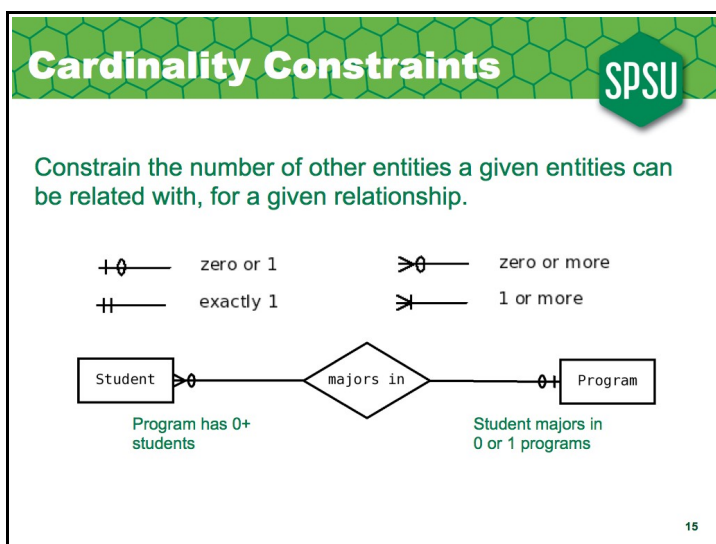 Cardinality Constraints
SPSU
Constrain the number of other entities a given entities can
be related with, for a given relationship.
zero or 1
zero or more
exactly 1
1 or more
Student
majors in
Program
Program has 0+
students
Student majors in
0 or 1 programs
15